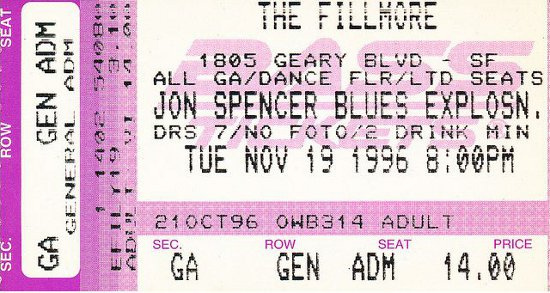 THE FILLMORE
1805 GEARY BLVD - SF
ALL GA/DANCE FLR/LTD SEATS
JON SPENCER BLUES EXPLOSN.
DRS 7/NO FOTO/2 DRINK MIN
TUE NOV 19 1996 8:00PM
21OCT96 OWB314 ADULT
SEC. ROW SEAT PRICE
GA GEN ADM 14.00
SEC. ROW SEAT
GA GEN ADM
GENERAL ADM